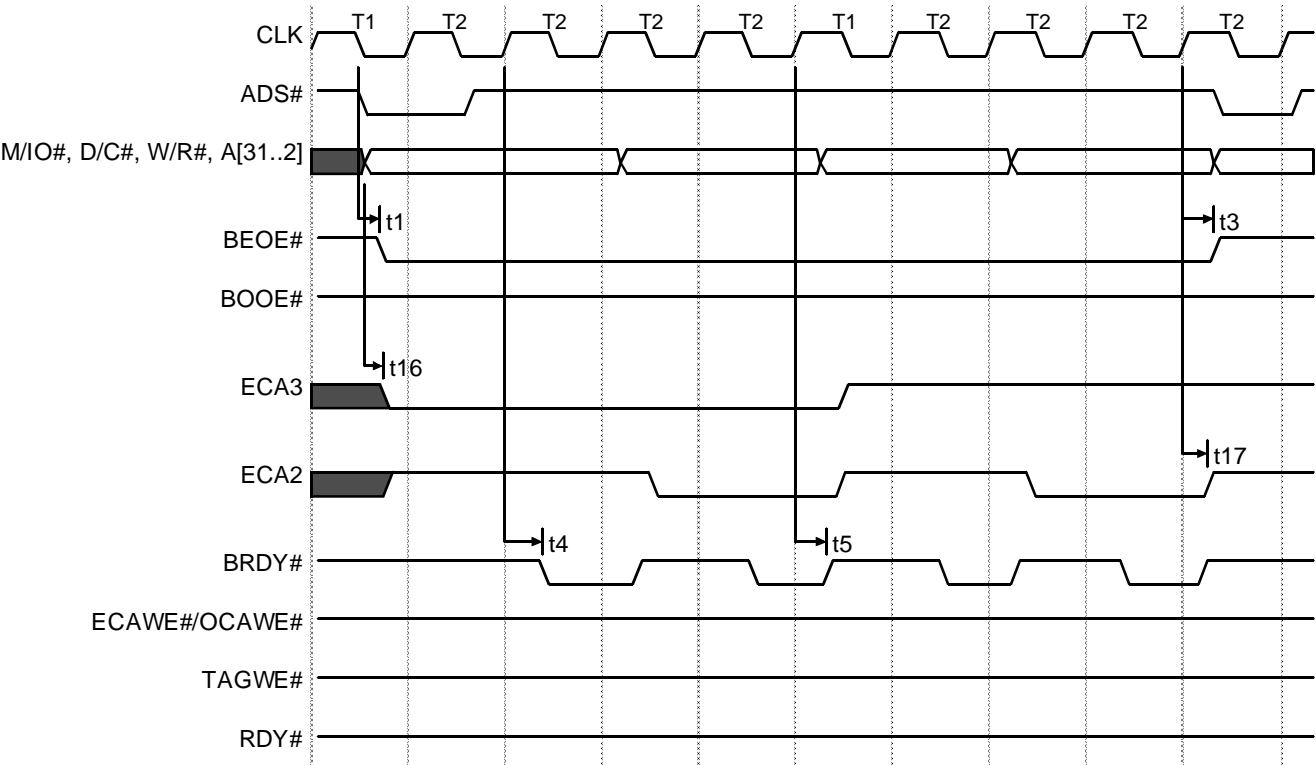 T1 T2 T2 T2 T2 T1 T2 T2 T2 T2
CLK
ADS#
M/IO#, D/C#, W/R#, A[31..2]
t1 t3
BEOE#
BOOE#
t16
ECA3
t17
ECA2
t4 t5
BRDY#
ECAWE#/OCAWE#
TAGWE#
RDY#